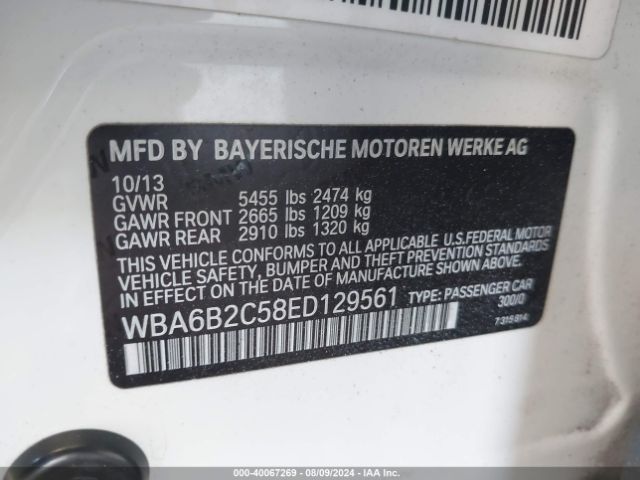 MFD BY BAYERISCHE MOTOREN WERKE AG
10/13
GVWR 5455 lbs 2474 kg
GAWR FRONT 2665 lbs 1209 kg
GAWR REAR 2910 lbs 1320 kg
THIS VEHICLE CONFORMS TO ALL APPLICABLE U.S.FEDERAL MOTOR
VEHICLE SAFETY, BUMPER AND THEFT PREVENTION STANDARDS
IN EFFECT ON THE DATE OF MANUFACTURE SHOWN ABOVE.
WBA6B2C58ED129561 TYPE: PASSENGER CAR
300/0
7315 814
000-40067269 - 08/09/2024 - IAA Inc.